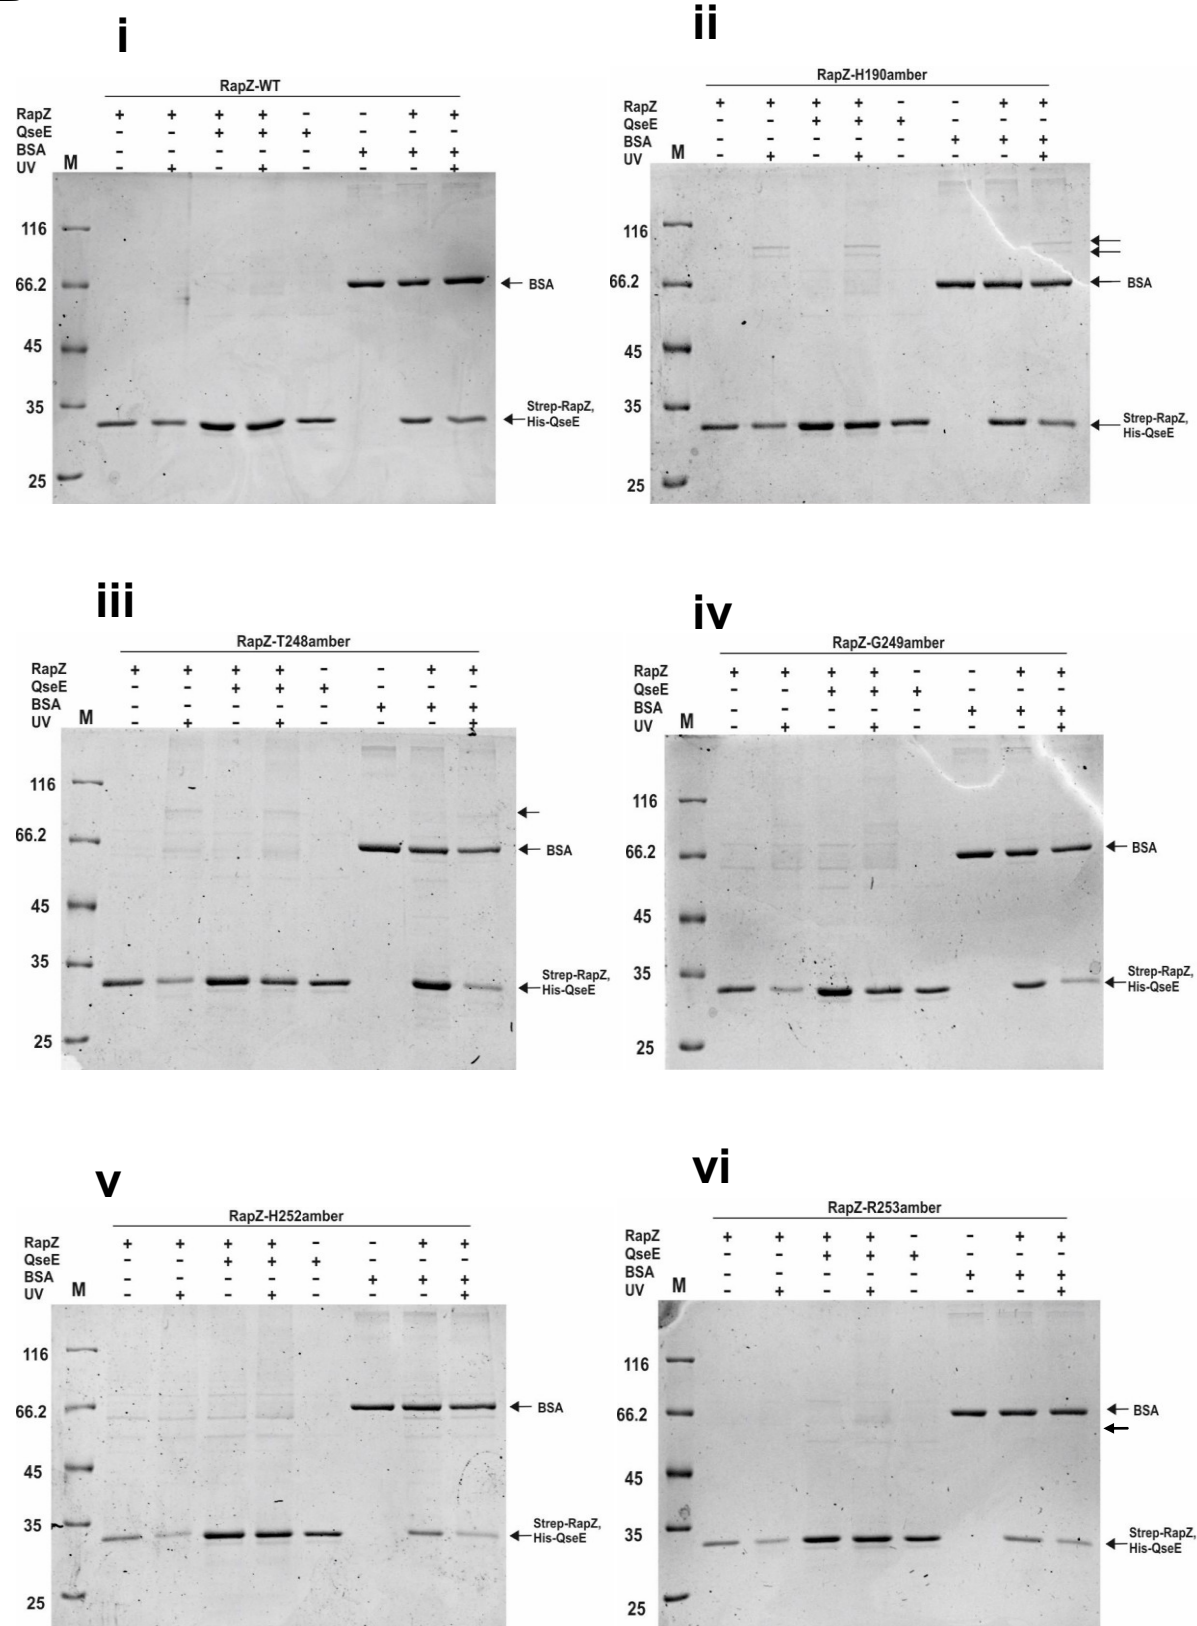 i
RapZ-WT
RapZ + + + + - - + +
QseE - - + + + - - -
BSA - - - - - + + +
UV M - + - + - - - +
116
66.2
45
35
25
BSA
Strep-RapZ,
His-QseE
ii
RapZ-H190amber
RapZ + + + + - - + +
QseE - - + + + - - -
BSA - - - - - + + +
UV M - + - + - - - +
116
66.2
45
35
25
BSA
Strep-RapZ,
His-QseE
iii
RapZ-T248amber
RapZ + + + + - - + +
QseE - - + + + - - -
BSA - - - - - + + +
UV M - + - + - - - +
116
66.2
45
35
25
BSA
Strep-RapZ,
His-QseE
iv
RapZ-G249amber
RapZ + + + + - - + +
QseE - - + + + - - -
BSA - - - - - + + +
UV M - + - + - - - +
116
66.2
45
35
25
BSA
Strep-RapZ,
His-QseE
v
RapZ-H252amber
RapZ + + + + - - + +
QseE - - + + + - - -
BSA - - - - - + + +
UV M - + - + - - - +
116
66.2
45
35
25
BSA
Strep-RapZ,
His-QseE
vi
RapZ-R253amber
RapZ + + + + - - + +
QseE - - + + + - - -
BSA - - - - - + + +
UV M - + - + - - - +
116
66.2
45
35
25
BSA
Strep-RapZ,
His-QseE